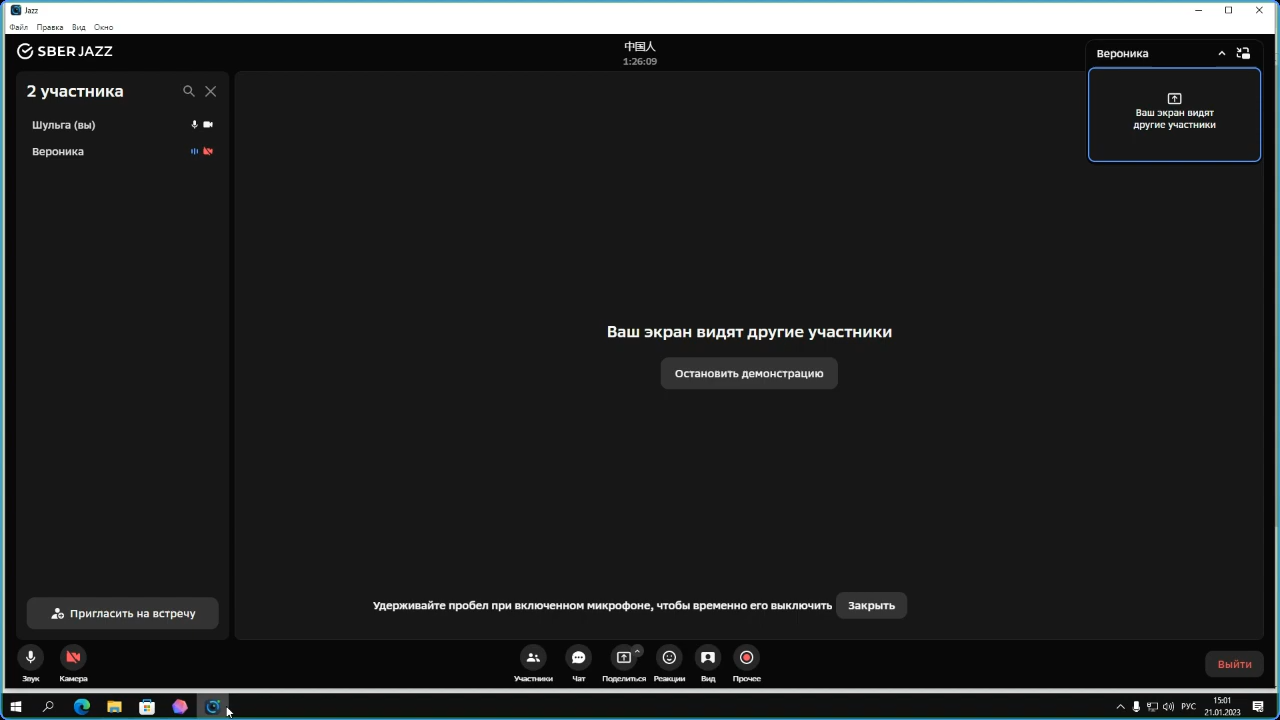 Jazz
Файл Правка Вид Окно
SBER JAZZ
中国人
1:26:09
Вероника
2 участника
Шульга (вы)
Вероника
Ваш экран видят
другие участники
Ваш экран видят другие участники
Остановить демонстрацию
Удерживайте пробел при включенном микрофоне, чтобы временно его выключить
Закрыть
Пригласить на встречу
Звук
Камера
Участники
Чат
Поделиться
Реакции
Вид
Прочее
Выйти
РУС
15:01
21.01.2023